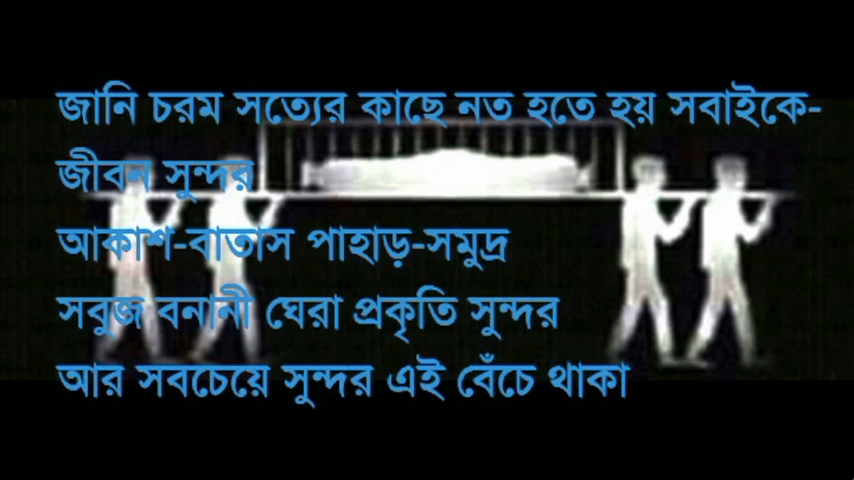 জানি চরম সত্যের কাছে নত হতে হয় সবাইকে-
জীবন সুন্দর
আকাশ-বাতাস পাহাড়-সমুদ্র
সবুজ বনানী ঘেরা প্রকৃতি সুন্দর
আর সবচেয়ে সুন্দর এই বেঁচে থাকা